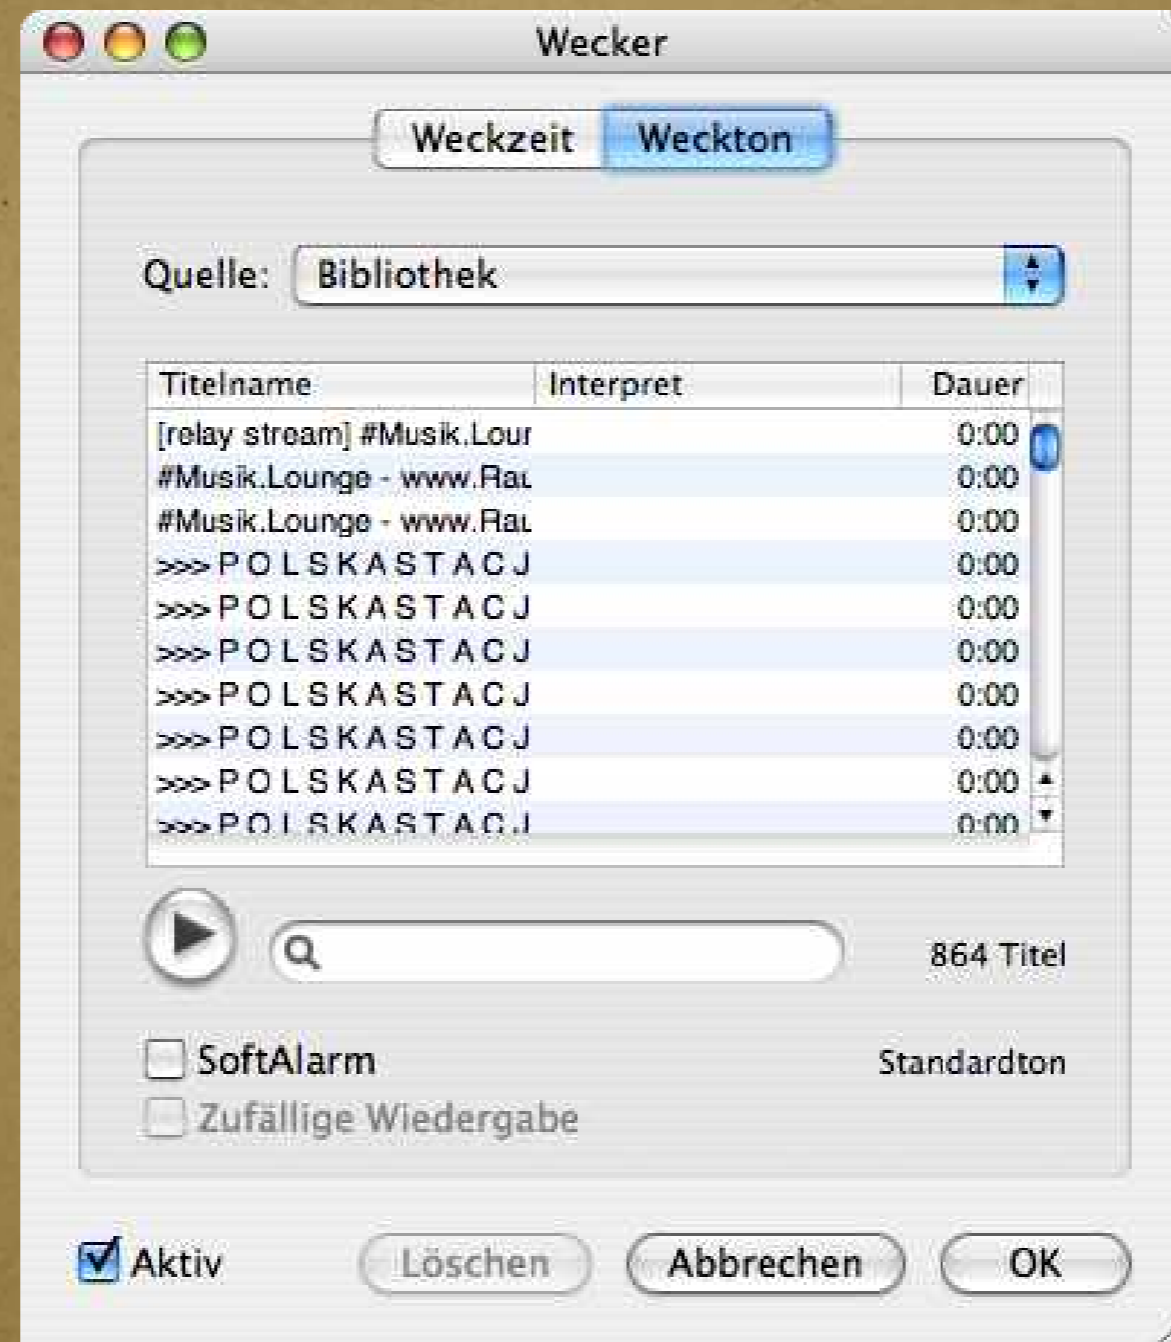 Wecker
Weckzeit Weckton
Quelle: Bibliothek
Titelname Interpret Dauer
[relay stream] #Musik.Lour 0:00
#Musik.Lounge - www.Rau 0:00
#Musik.Lounge - www.Rau 0:00
>>> P O L S K A S T A C J 0:00
>>> P O L S K A S T A C J 0:00
>>> P O L S K A S T A C J 0:00
>>> P O L S K A S T A C J 0:00
>>> P O L S K A S T A C J 0:00
>>> P O L S K A S T A C J 0:00
>>> P O L S K A S T A C J 0:00
864 Titel
SoftAlarm Standardton
Zufällige Wiedergabe
Aktiv Löschen Abbrechen OK